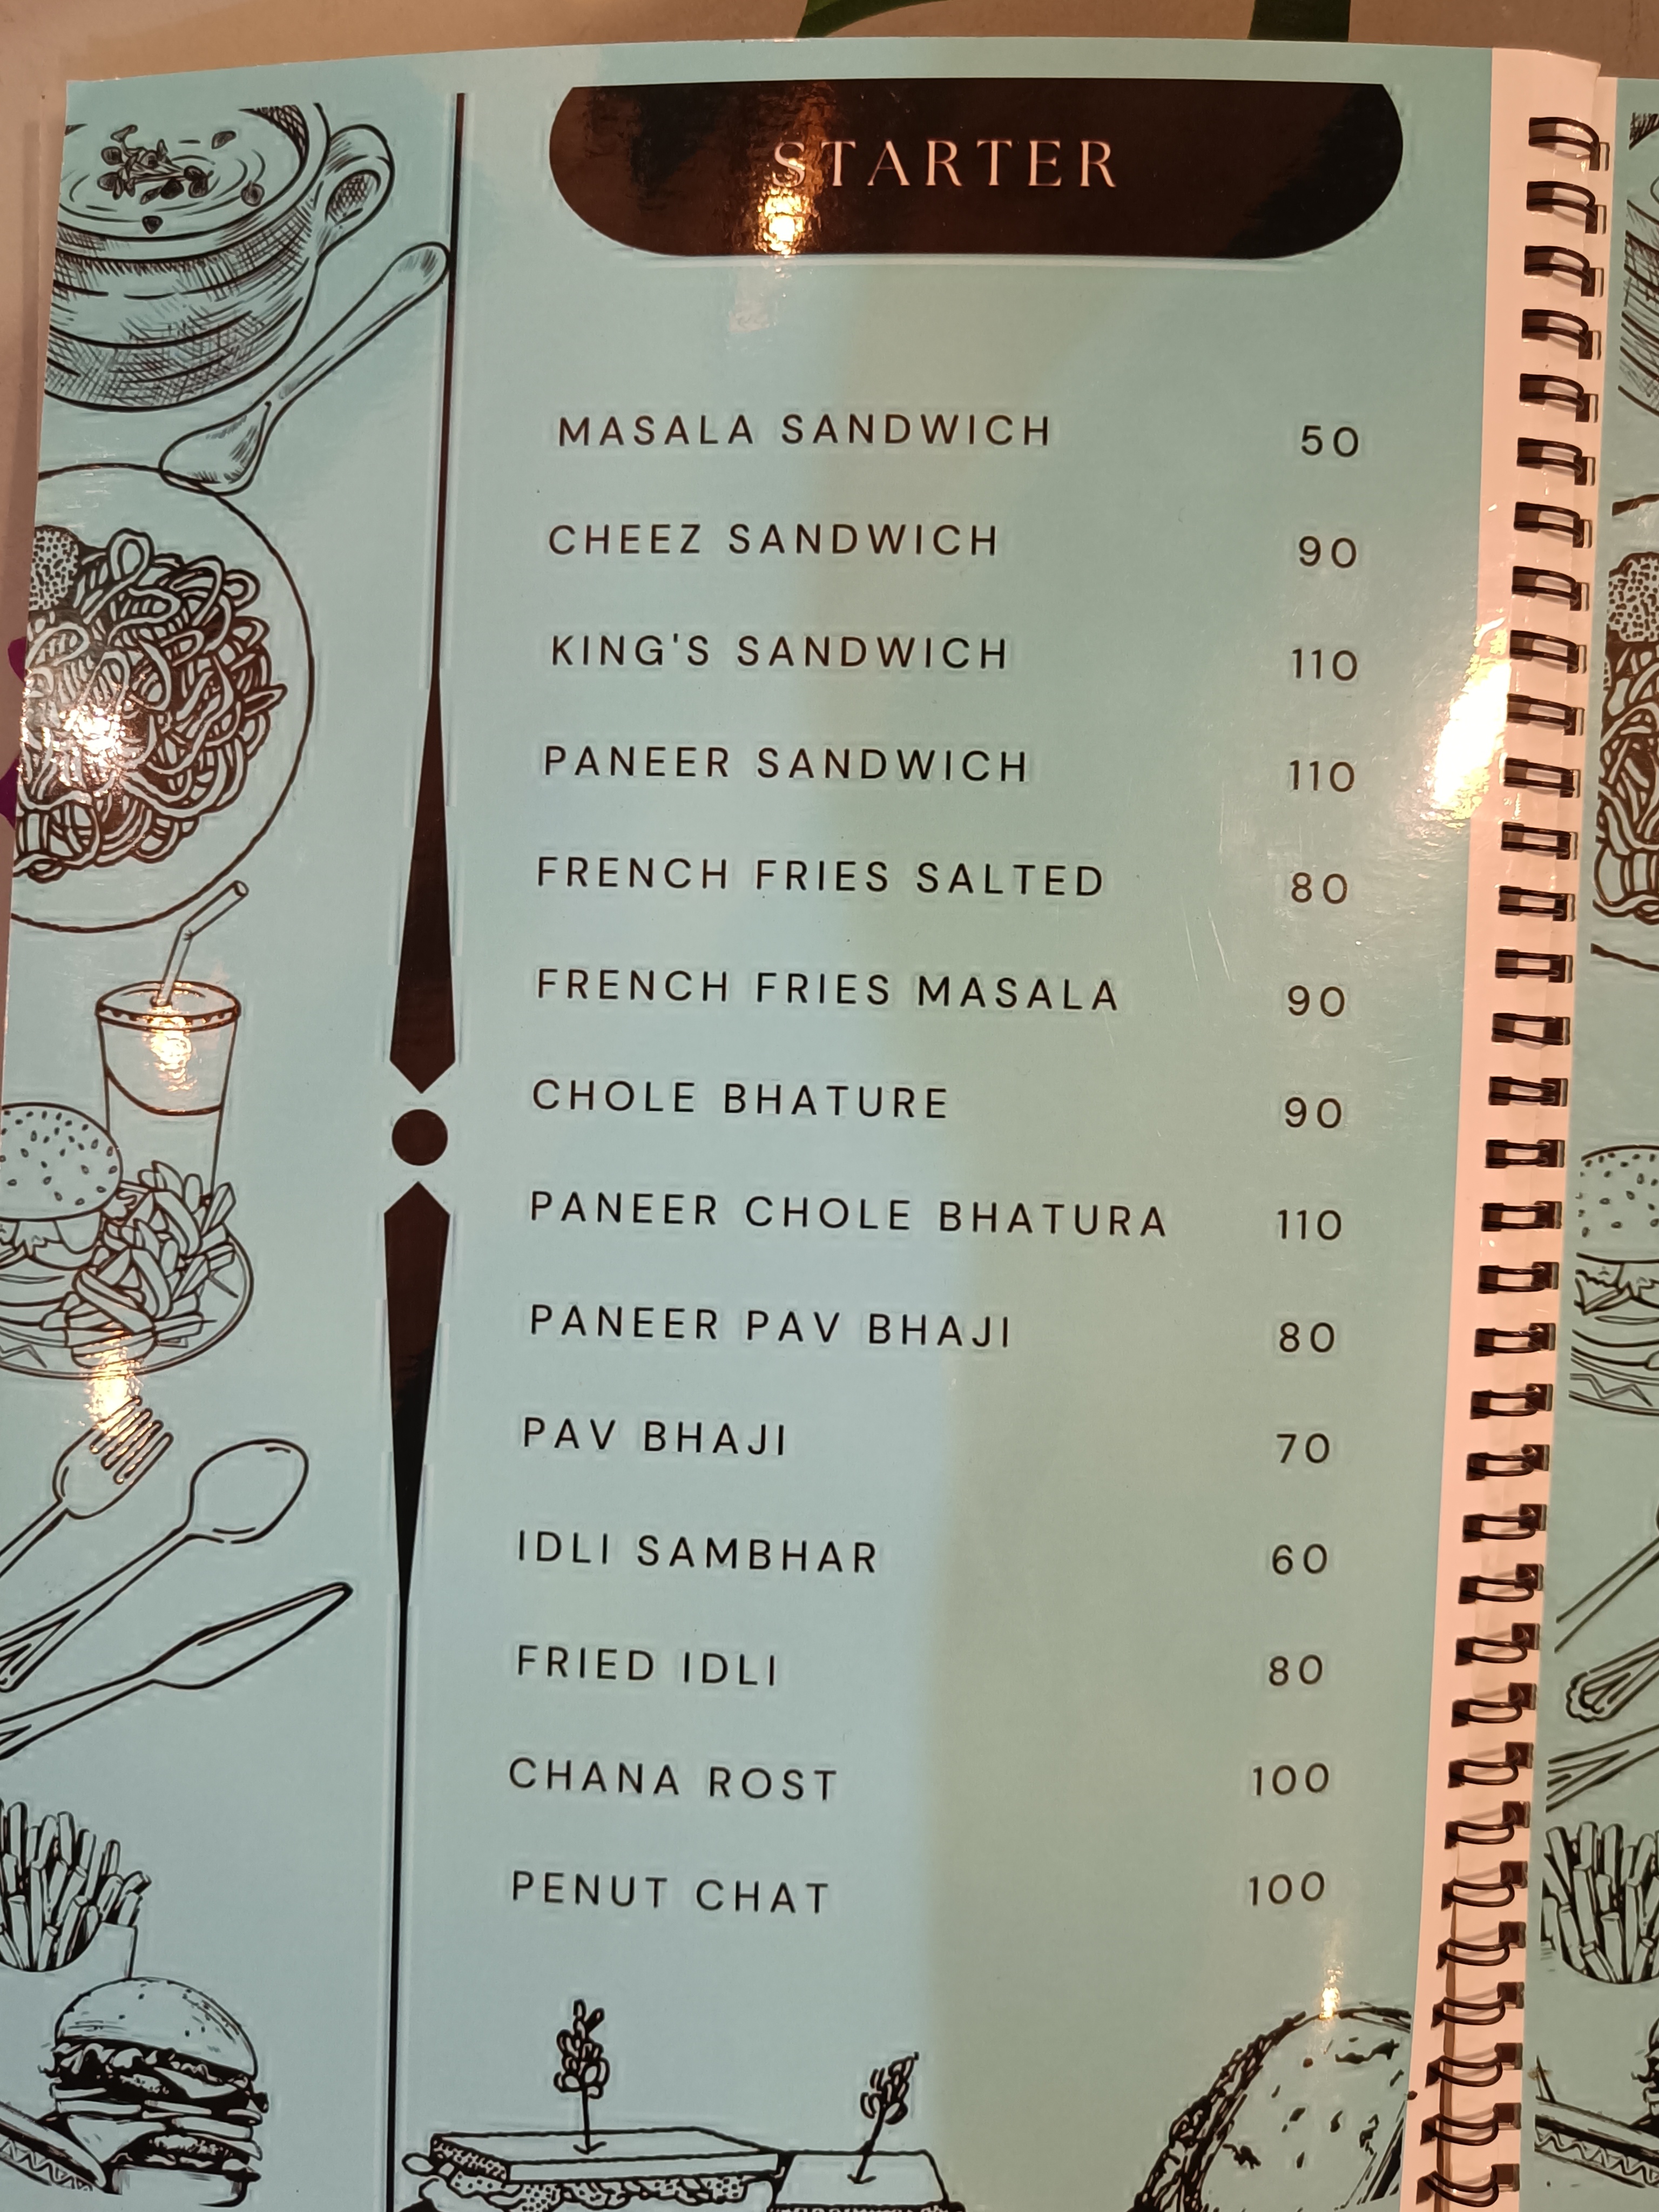 STARTER
MASALA SANDWICH 50
CHEEZ SANDWICH 90
KING'S SANDWICH 110
PANEER SANDWICH 110
FRENCH FRIES SALTED 80
FRENCH FRIES MASALA 90
CHOLE BHATURE 90
PANEER CHOLE BHATURA 110
PANEER PAV BHAJI 80
PAV BHAJI 70
IDLI SAMBHAR 60
FRIED IDLI 80
CHANA ROST 100
PENUT CHAT 100